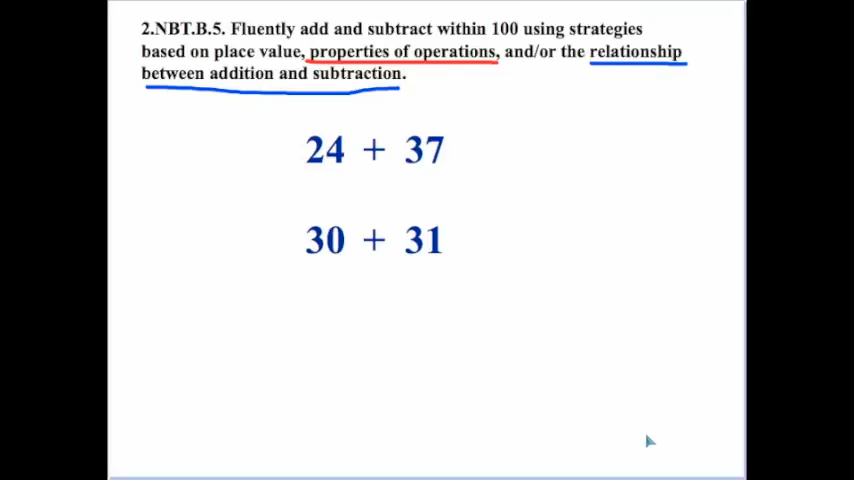 2.NBT.B.5. Fluently add and subtract within 100 using strategies
based on place value, properties of operations, and/or the relationship
between addition and subtraction.
24 + 37
30 + 31